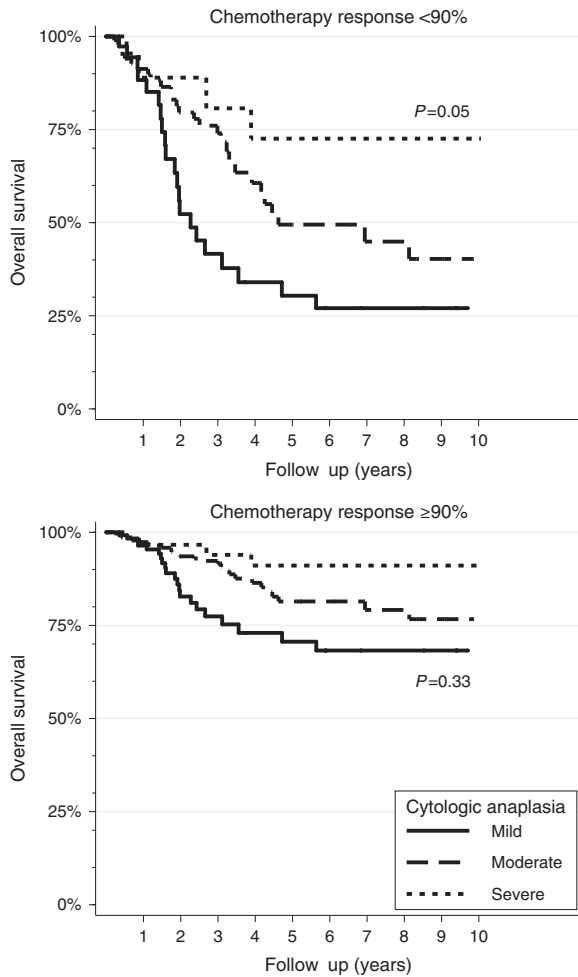 Chemotherapy response <90%
100%
75%
50%
25%
0%
Overall survival
P=0.05
1 2 3 4 5 6 7 8 9 10
Follow up (years)
Chemotherapy response ≥90%
100%
75%
50%
25%
0%
Overall survival
P=0.33
Cytologic anaplasia
Mild
Moderate
Severe
1 2 3 4 5 6 7 8 9 10
Follow up (years)